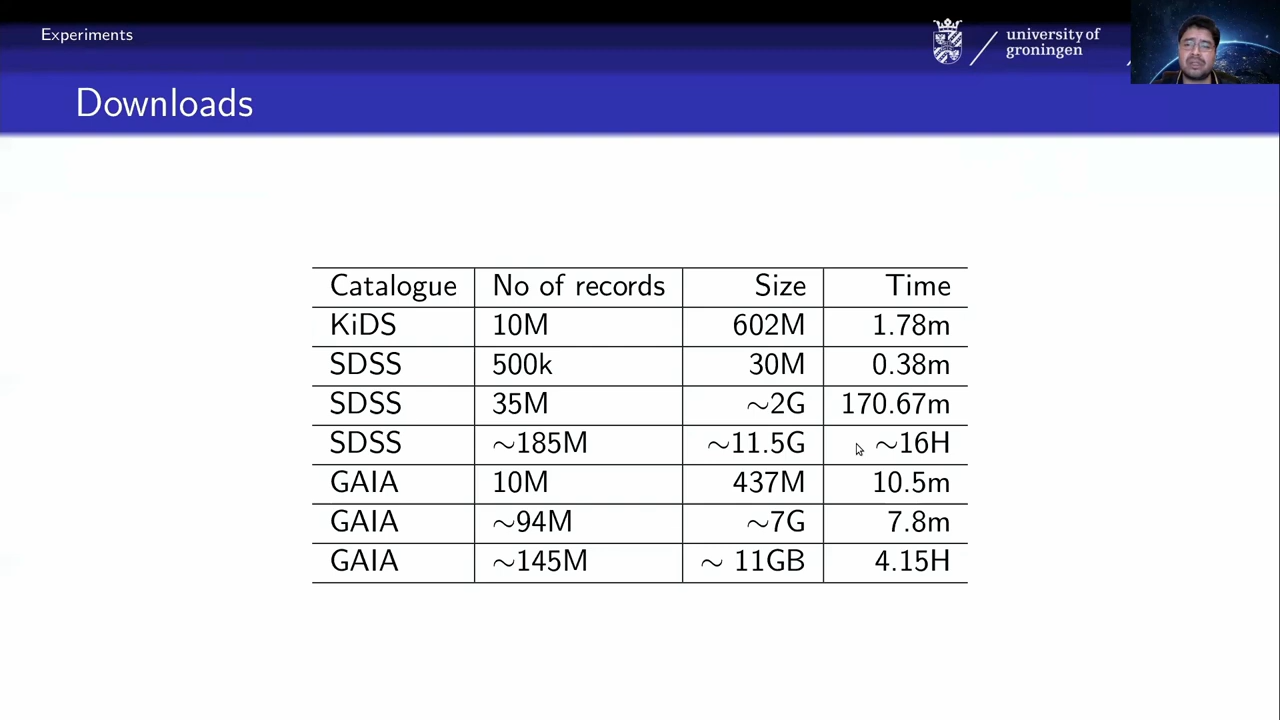 Experiments
university of
groningen
Downloads
Catalogue No of records Size Time
KiDS 10M 602M 1.78m
SDSS 500k 30M 0.38m
SDSS 35M ∼2G 170.67m
SDSS ∼185M ∼11.5G ∼16H
GAIA 10M 437M 10.5m
GAIA ∼94M ∼7G 7.8m
GAIA ∼145M ∼ 11GB 4.15H